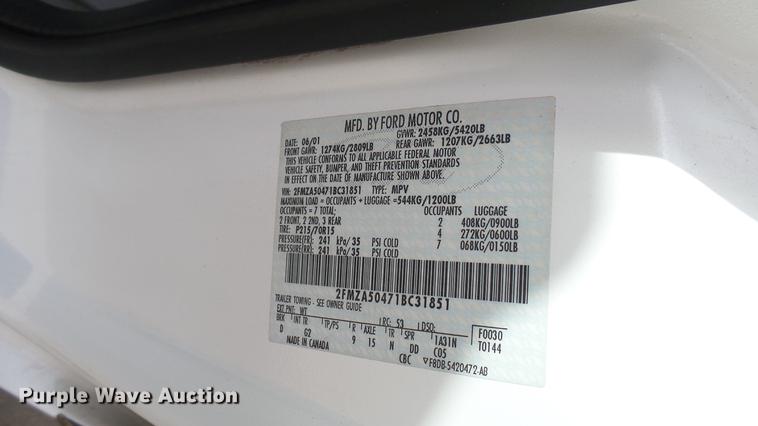 MFD. BY FORD MOTOR CO.
DATE: 06/01 GVWR: 2458KG/5420LB
FRONT GAWR: 1274KG/2809LB REAR GAWR: 1207KG/2663LB
THIS VEHICLE CONFORMS TO ALL APPLICABLE FEDERAL MOTOR
VEHICLE SAFETY, BUMPER, AND THEFT PREVENTION STANDARDS
IN EFFECT ON THE DATE OF MANUFACTURE SHOWN ABOVE.
VIN: 2FMZA50471BC31851 TYPE: MPV
MAXIMUM LOAD = OCCUPANTS + LUGGAGE = 544KG/1200LB
OCCUPANTS = 7 TOTAL: OCCUPANTS LUGGAGE
2 FRONT, 2 2ND, 3 REAR 2 408KG/0900LB
TIRE: P215/70R15 4 272KG/0600LB
PRESSURE(FR): 241 kPa/35 PSI COLD 7 068KG/0150LB
PRESSURE(RR): 241 kPa/35 PSI COLD
2FMZA50471BC31851
TRAILER TOWING - SEE OWNER GUIDE
EXT PNT: WT RC: 53 DSO: F0030
BRK INT TR TP/PS R AXLE TR SPR 1A31N T0144
D G2 9 15 N DD C05
MADE IN CANADA CBC F8DB-5420472-AB
Purple Wave Auction